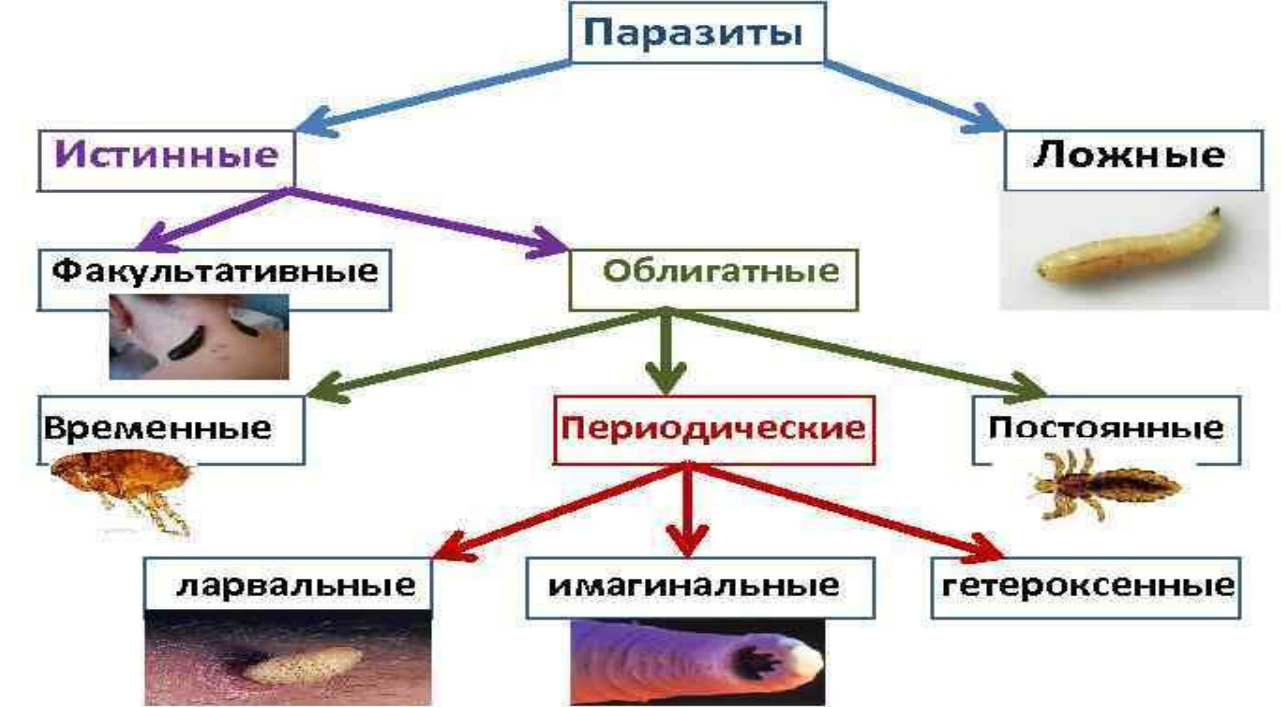 Паразиты
Истинные
Ложные
Факультативные
Облигатные
Временные
Периодические
Постоянные
ларвальные
имагинальные
гетероксенные